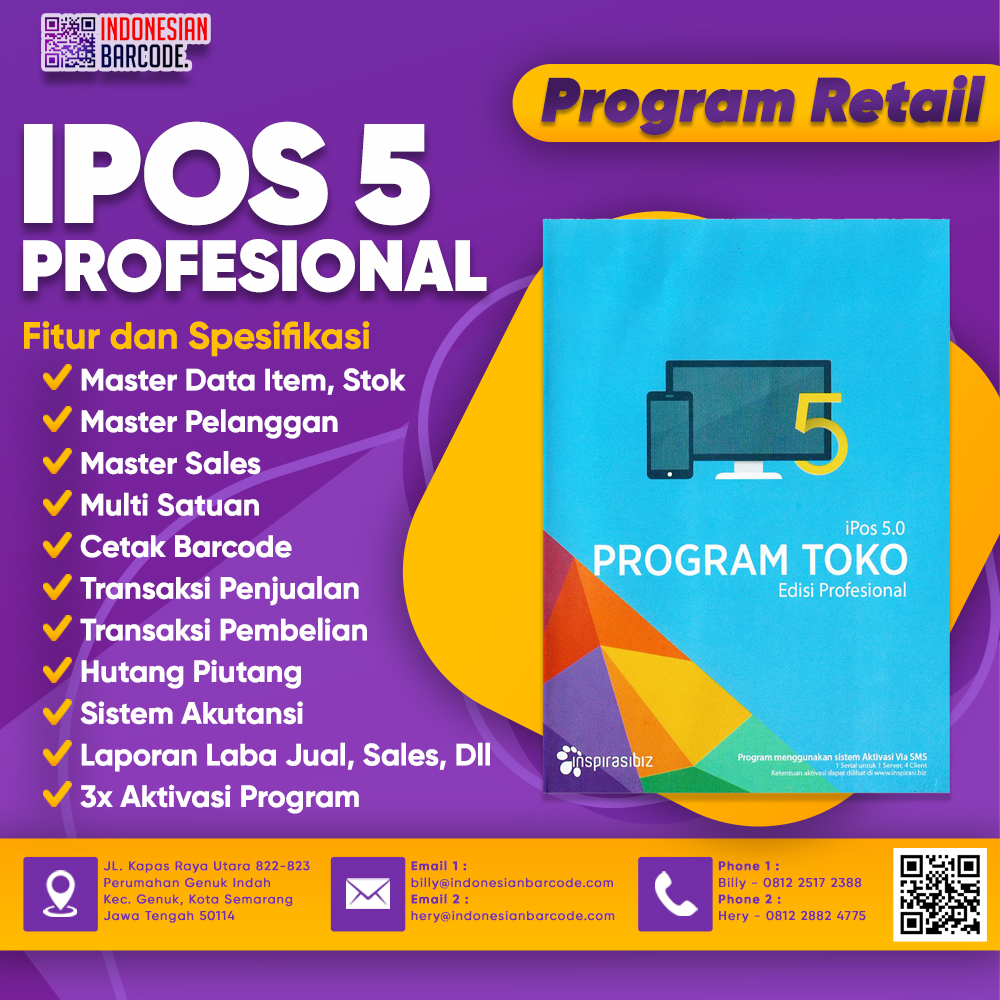 INDONESIAN
BARCODE.
Program Retail
IPOS 5
PROFESIONAL
Fitur dan Spesifikasi
Master Data Item, Stok
Master Pelanggan
Master Sales
Multi Satuan
Cetak Barcode
Transaksi Penjualan
Transaksi Pembelian
Hutang Piutang
Sistem Akutansi
Laporan Laba Jual, Sales, Dll
3x Aktivasi Program
5
iPos 5.0
PROGRAM TOKO
Edisi Profesional
inspirasibiz
Program menggunakan sistem Aktivasi Via SMS
1 Serial untuk 1 Server, 4 Client
Ketentuan aktivasi dapat dilihat di www.inspirasi.biz
JL. Kapas Raya Utara 822-823
Perumahan Genuk Indah
Kec. Genuk, Kota Semarang
Jawa Tengah 50114
Email 1 :
billy@indonesianbarcode.com
Email 2 :
hery@indonesianbarcode.com
Phone 1 :
Billy - 0812 2517 2388
Phone 2 :
Hery - 0812 2882 4775